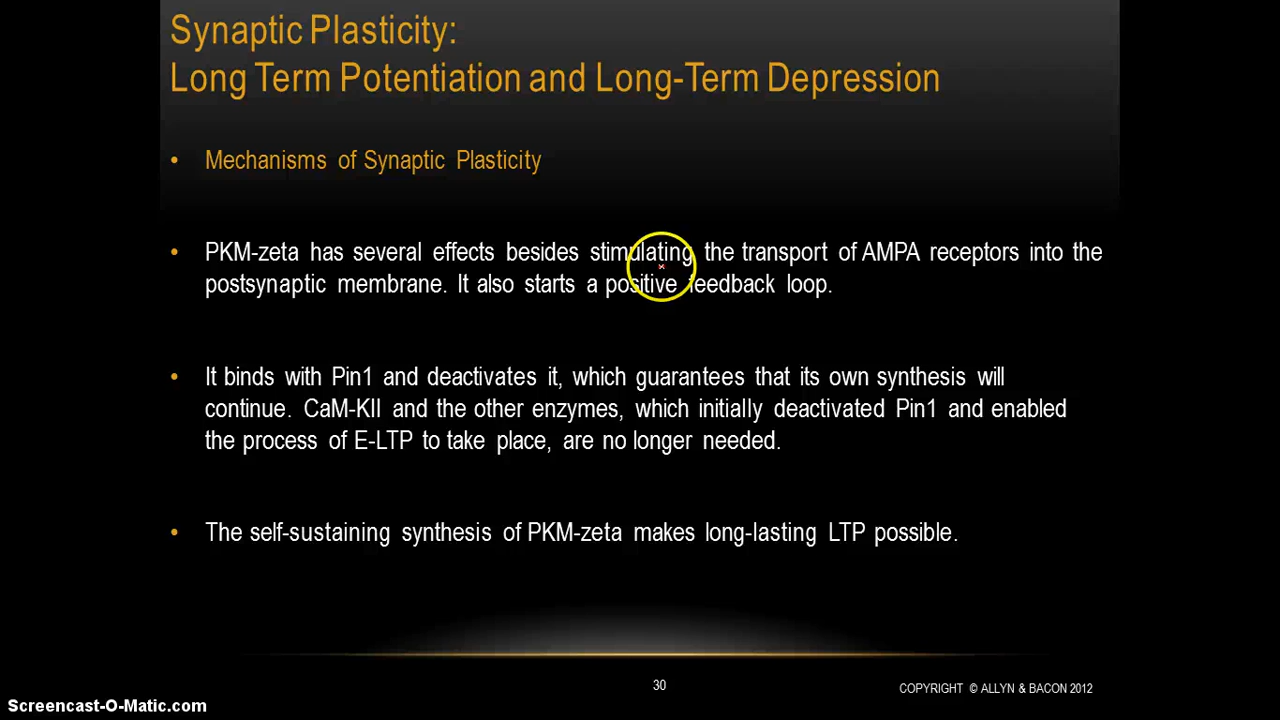 Synaptic Plasticity:
Long Term Potentiation and Long-Term Depression
• Mechanisms of Synaptic Plasticity
• PKM-zeta has several effects besides stimulating the transport of AMPA receptors into the
postsynaptic membrane. It also starts a positive feedback loop.
• It binds with Pin1 and deactivates it, which guarantees that its own synthesis will
continue. CaM-KII and the other enzymes, which initially deactivated Pin1 and enabled
the process of E-LTP to take place, are no longer needed.
• The self-sustaining synthesis of PKM-zeta makes long-lasting LTP possible.
30
COPYRIGHT © ALLYN & BACON 2012
Screencast-O-Matic.com